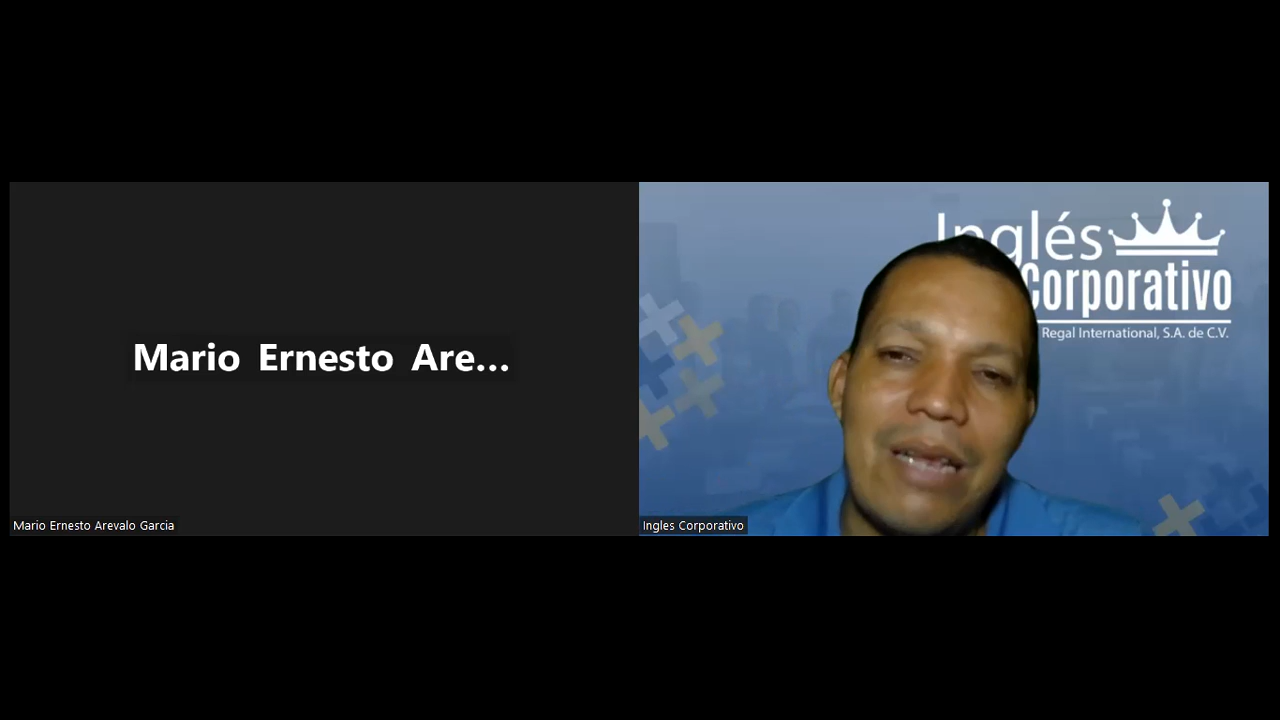 Mario Ernesto Are...
Mario Ernesto Arevalo Garcia
Inglés
Corporativo
Regal International, S.A. de C.V.
Ingles Corporativo